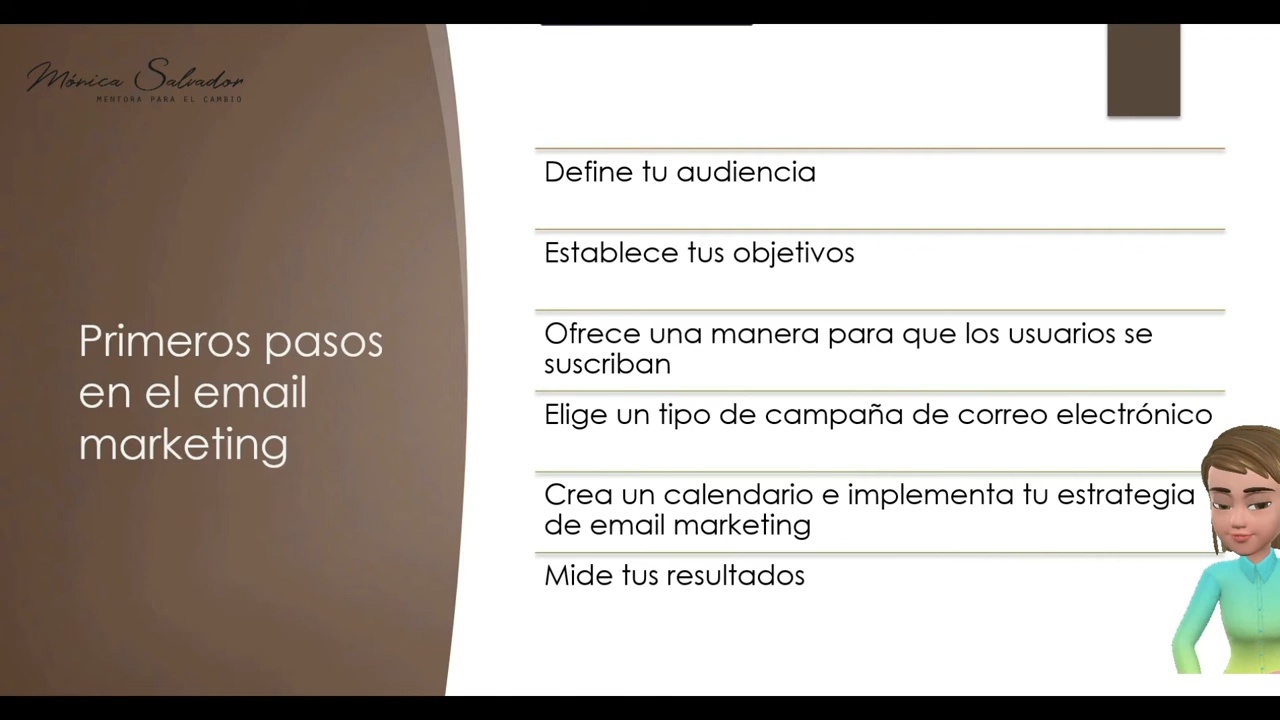 Mónica Salvador
MENTORA PARA EL CAMBIO
Primeros pasos
en el email
marketing
Define tu audiencia
Establece tus objetivos
Ofrece una manera para que los usuarios se
suscriban
Elige un tipo de campaña de correo electrónico
Crea un calendario e implementa tu estrategia
de email marketing
Mide tus resultados